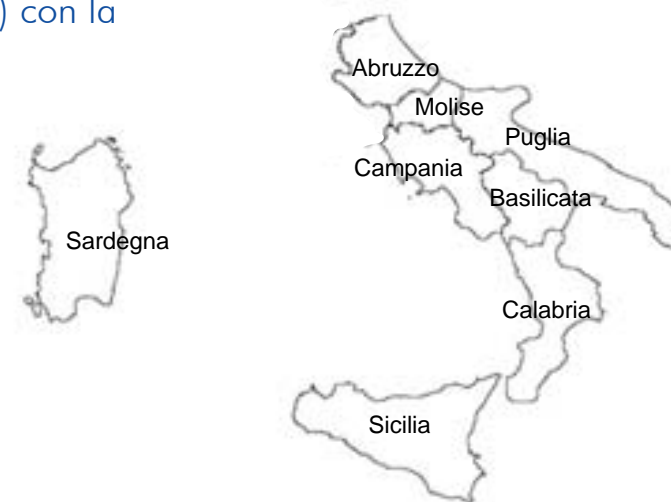 ) con la
Abruzzo
Molise
Puglia
Campania
Basilicata
Sardegna
Calabria
Sicilia